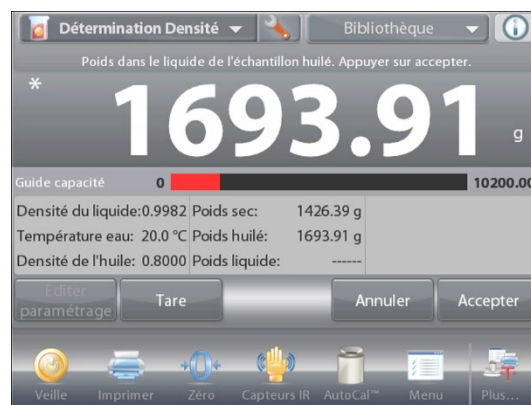 Détermination Densité
Bibliothèque
Poids dans le liquide de l'échantillon huilé. Appuyer sur accepter.
* 1693.91 g
Guide capacité 0 10200.00
Densité du liquide:0.9982 Poids sec: 1426.39 g
Température eau: 20.0 °C Poids huilé: 1693.91 g
Densité de l'huile: 0.8000 Poids liquide: ------
Editer
paramétrage
Tare
Annuler
Accepter
Veille Imprimer Zéro Capteurs IR AutoCal™ Menu Plus...